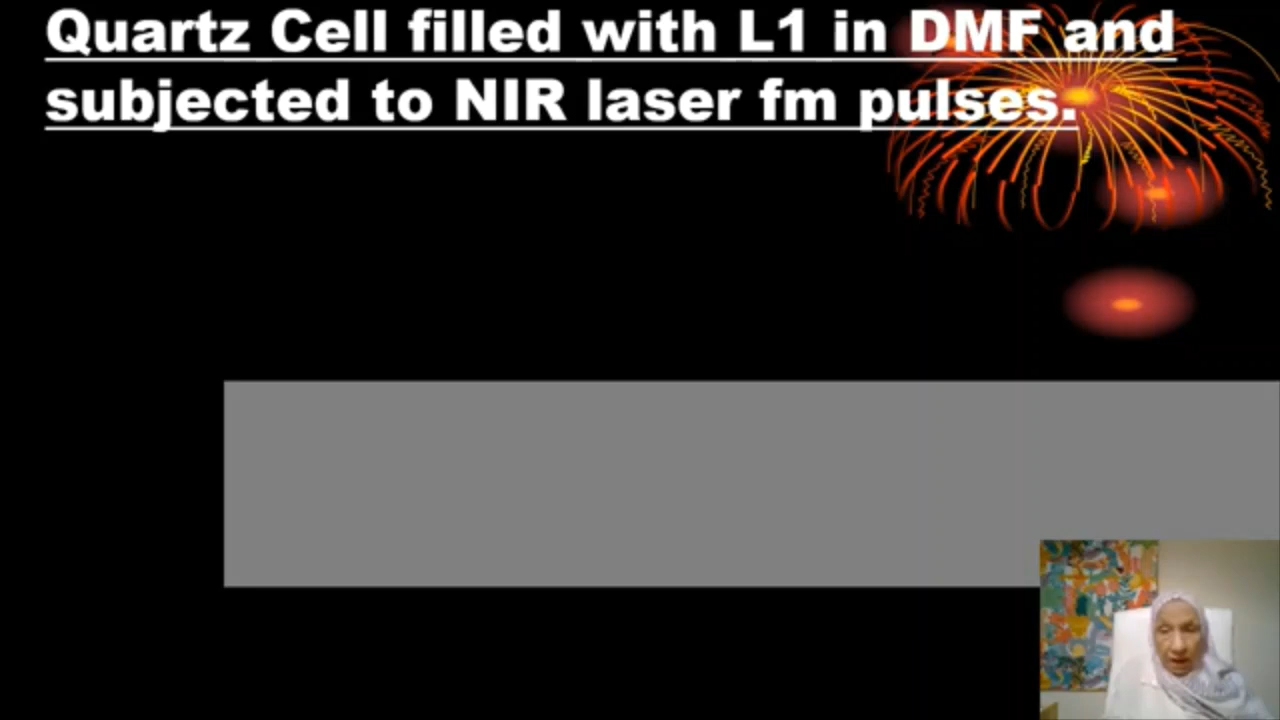 Quartz Cell filled with L1 in DMF and
subjected to NIR laser fm pulses.